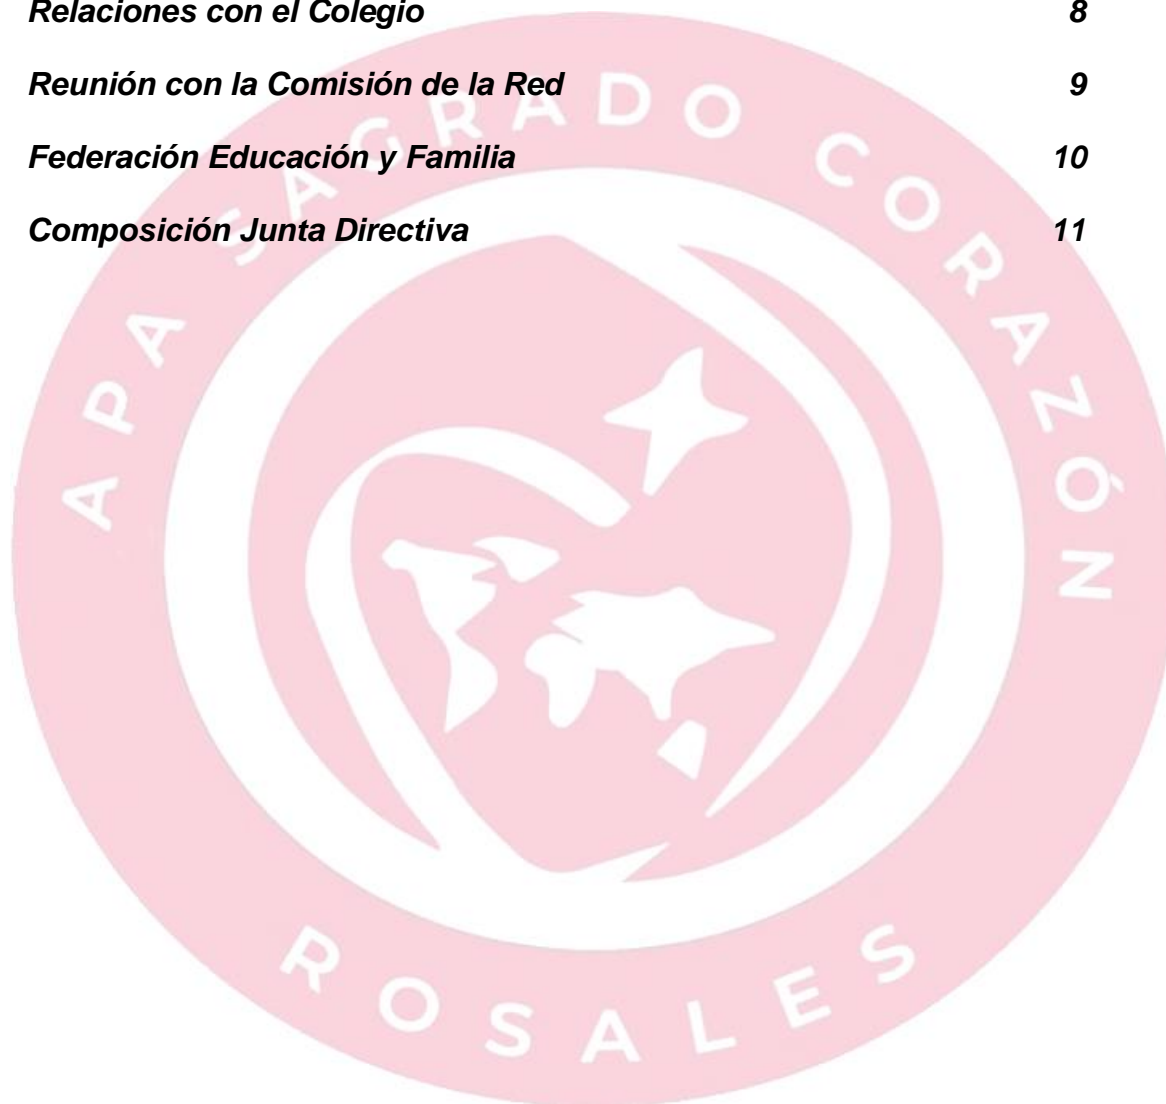 Relaciones con el Colegio 8
Reunión con la Comisión de la Red 9
Federación Educación y Familia 10
Composición Junta Directiva 11
APA SAGRADO CORAZÓN
ROSALES